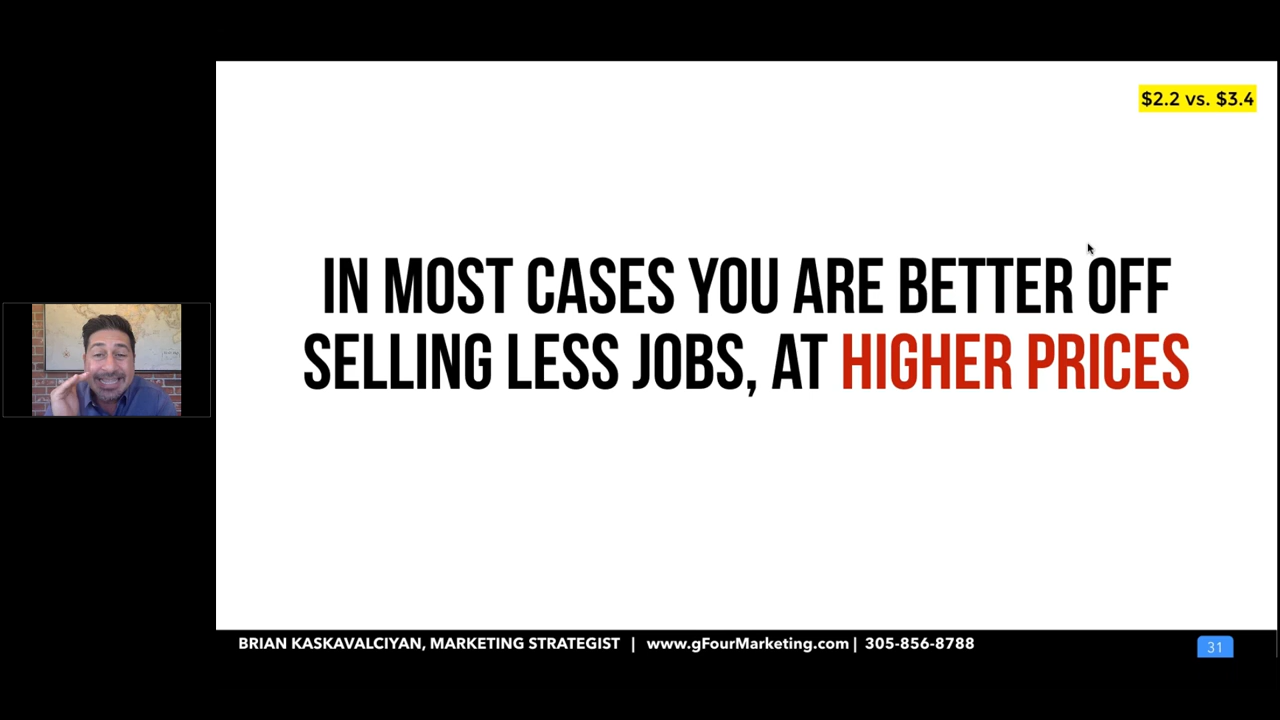 $2.2 vs. $3.4
IN MOST CASES YOU ARE BETTER OFF
SELLING LESS JOBS, AT HIGHER PRICES
BRIAN KASKAVALCIYAN, MARKETING STRATEGIST | www.gFourMarketing.com | 305-856-8788
31